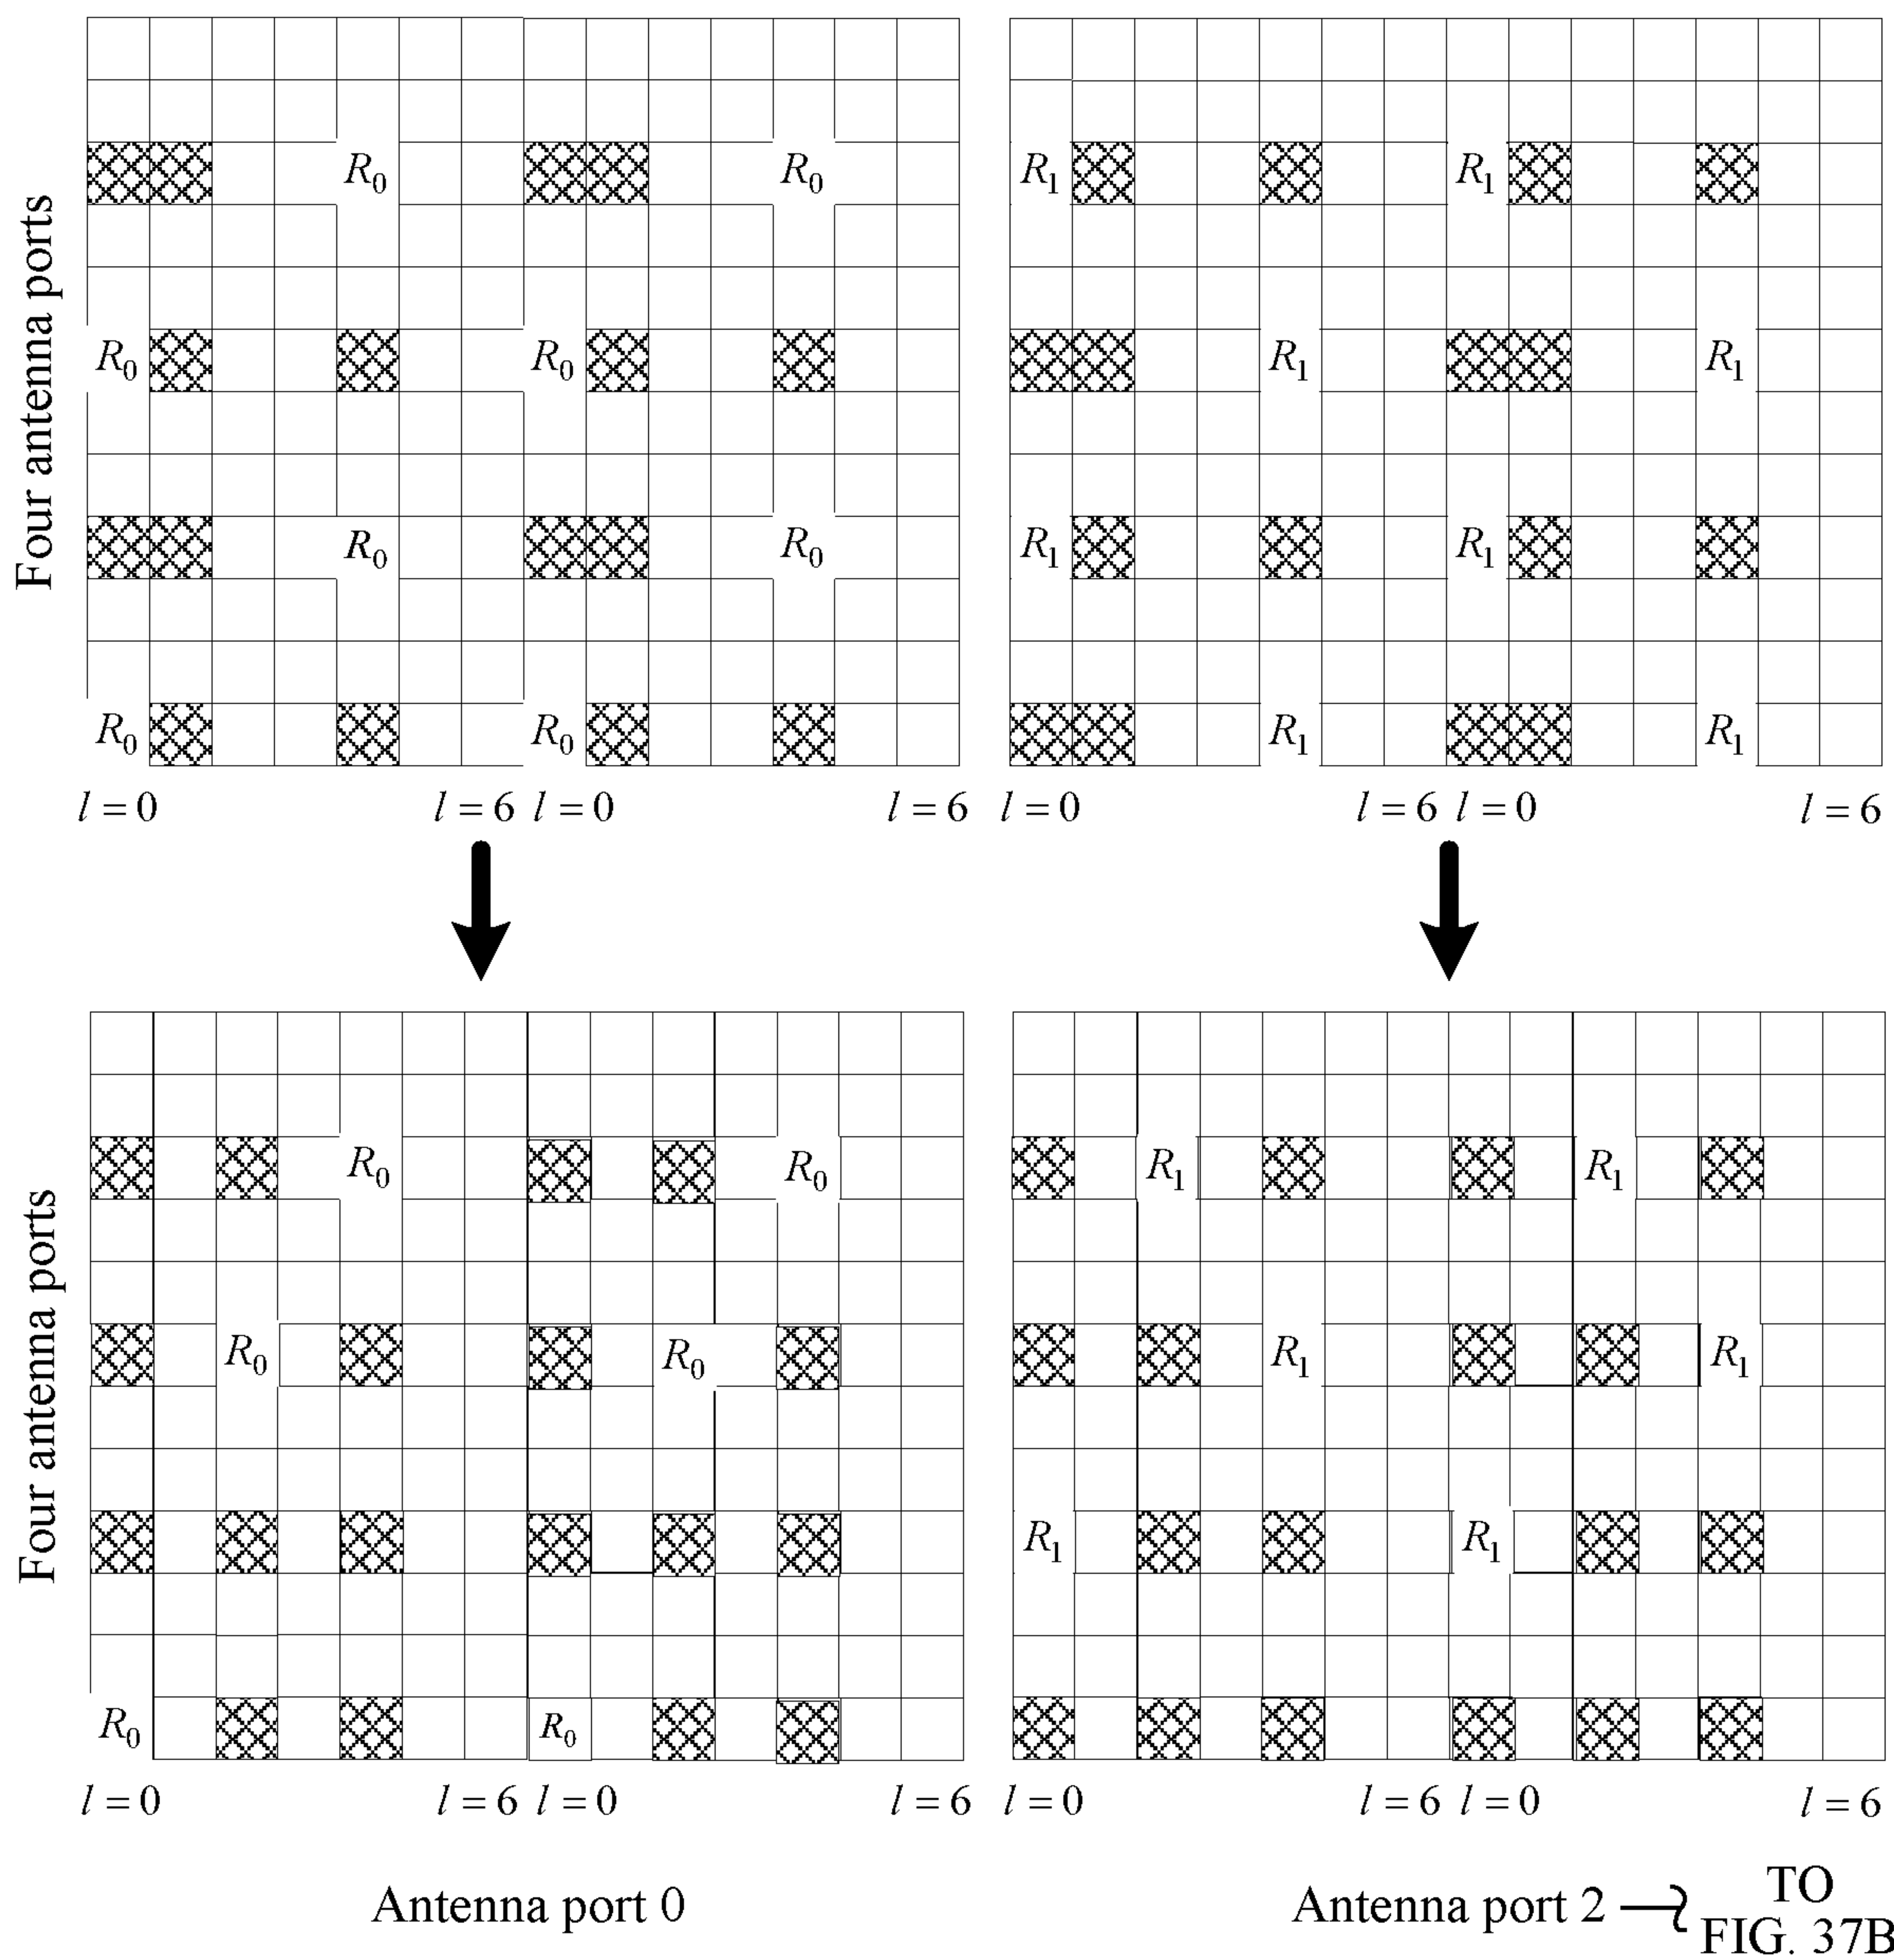 Four antenna ports
R0 R0
R0 R0
R0 R0
R0 R0
l = 0 l = 6 l = 0 l = 6
R1 R1
R1 R1
R1 R1
R1 R1
l = 0 l = 6 l = 0 l = 6
Four antenna ports
R0 R0
R0 R0
R0 R0
l = 0 l = 6 l = 0 l = 6
Antenna port 0
R1 R1
R1 R1
R1 R1
l = 0 l = 6 l = 0 l = 6
Antenna port 2
TO
FIG. 37B